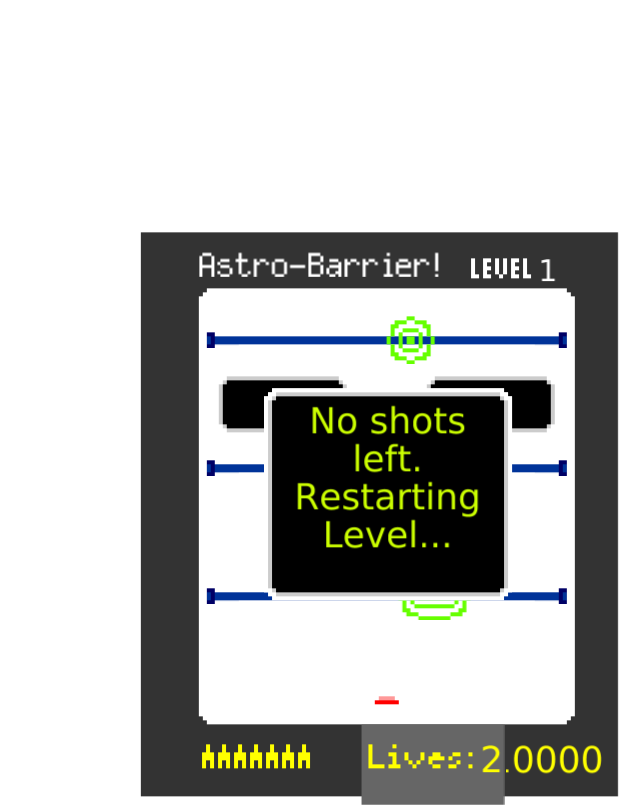 Astro-Barrier! LEVEL 1
No shots
left.
Restarting
Level...
Lives:2.0000